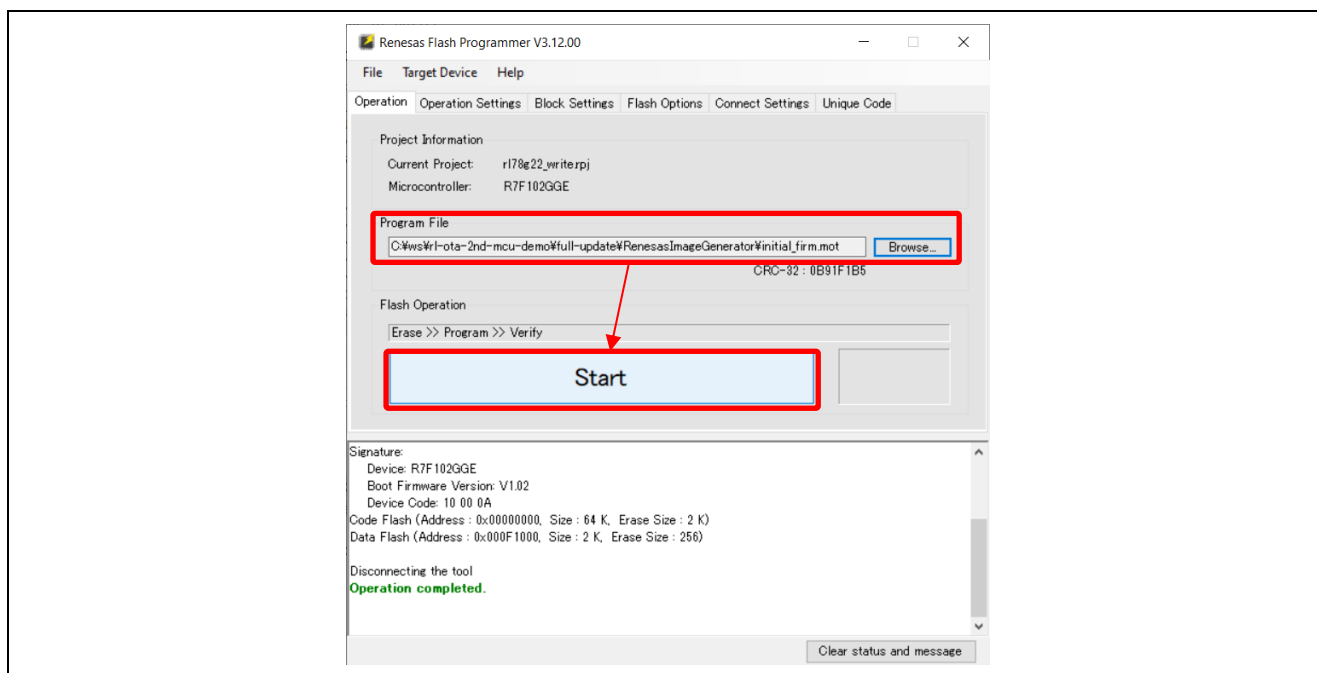 Renesas Flash Programmer V3.12.00
File Target Device Help
Operation Operation Settings Block Settings Flash Options Connect Settings Unique Code
Project Information
Current Project: rl78g22_write.rpj
Microcontroller: R7F102GGE
Program File
C:¥ws¥rl-ota-2nd-mcu-demo¥full-update¥RenesasImageGenerator¥initial_firm.mot Browse...
CRC-32 : 0B91F1B5
Flash Operation
Erase >> Program >> Verify
Start
Signature:
Device: R7F102GGE
Boot Firmware Version: V1.02
Device Code: 10 00 0A
Code Flash (Address : 0x00000000, Size : 64 K, Erase Size : 2 K)
Data Flash (Address : 0x000F1000, Size : 2 K, Erase Size : 256)
Disconnecting the tool
Operation completed.
Clear status and message